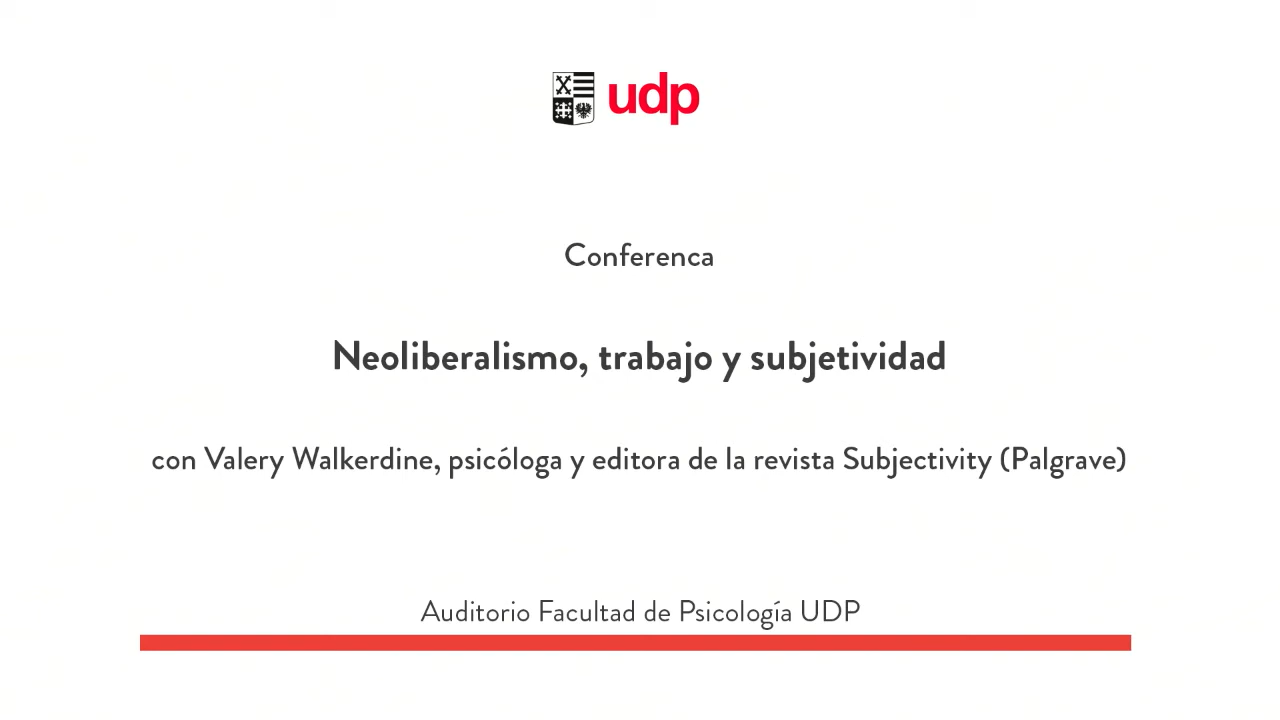 udp
Conferenca
Neoliberalismo, trabajo y subjetividad
con Valery Walkerdine, psicóloga y editora de la revista Subjectivity (Palgrave)
Auditorio Facultad de Psicología UDP